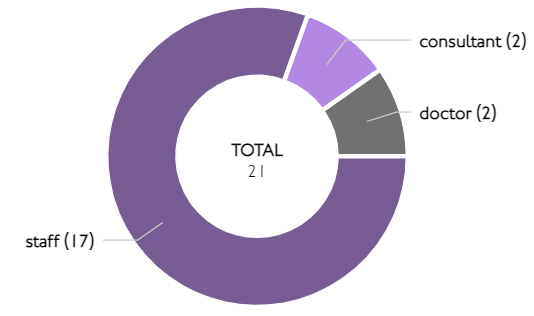 consultant (2)
doctor (2)
TOTAL
21
staff (17)